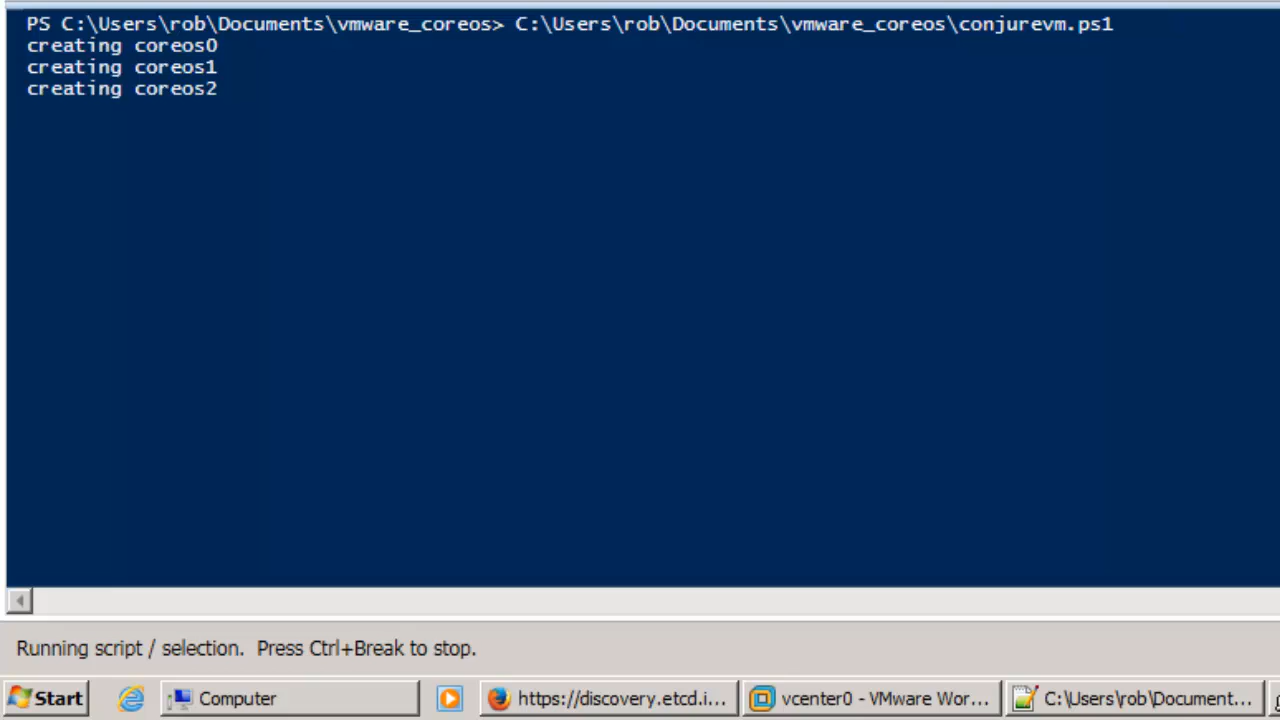 PS C:\Users\rob\Documents\vmware_coreos> C:\Users\rob\Documents\vmware_coreos\conjurevm.ps1
creating coreos0
creating coreos1
creating coreos2
Running script / selection.  Press Ctrl+Break to stop.
Start
Computer
https://discovery.etcd.i...
vcenter0 - VMware Wor...
C:\Users\rob\Document...